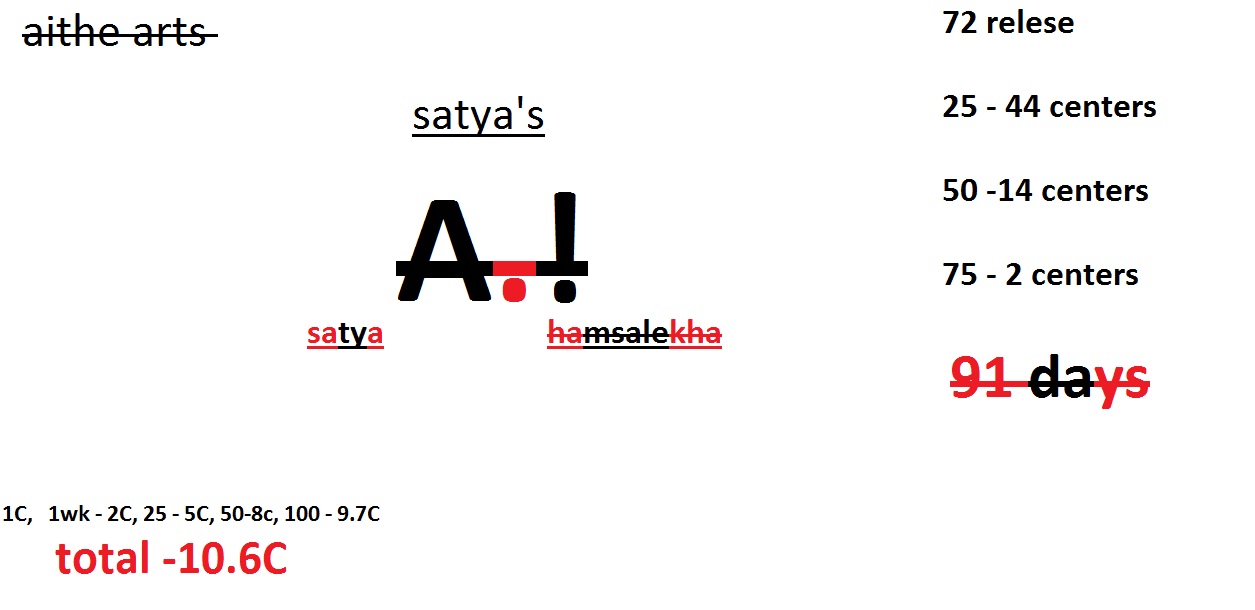 aithe arts
satya's
A.!
satya hamsalekha
72 relese
25 - 44 centers
50 -14 centers
75 - 2 centers
91 days
1C, 1wk - 2C, 25 - 5C, 50-8c, 100 - 9.7C
total -10.6C